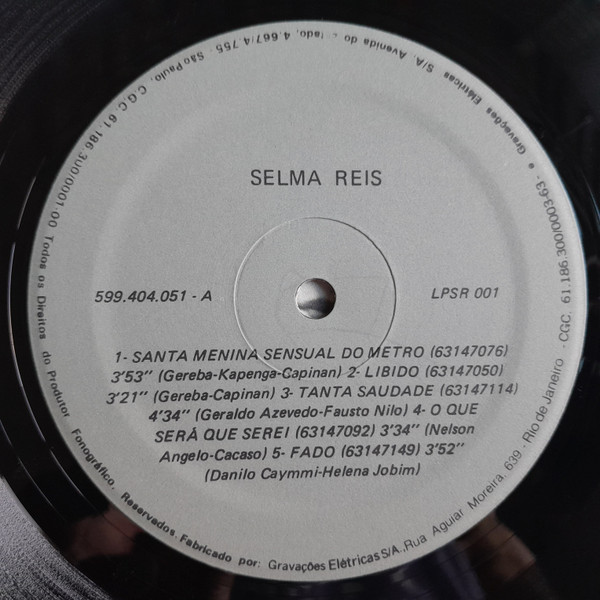 SELMA REIS
599.404.051 - A
LPSR 001
1- SANTA MENINA SENSUAL DO METRO (63147076)
3'53" (Gereba-Kapenga-Capinan) 2- LIBIDO (63147050)
3'21" (Gereba-Capinan) 3- TANTA SAUDADE (63147114)
4'34" (Geraldo Azevedo-Fausto Nilo) 4- O QUE
SERÁ QUE SEREI (63147092) 3'34" (Nelson
Angelo-Cacaso) 5- FADO (63147149) 3'52"
(Danilo Caymmi-Helena Jobim)
Fabricado por: Gravações Elétricas S/A., Rua Aguiar Moreira, 639 - Rio de Janeiro - CGC. 61.186.300/0003-63 - e Gravações Elétricas S/A. Avenida do 4.667/4.755 - São Paulo. C.G.C. 61.186.300/0001-00 Todos os Direitos do Produtor Fonográfico. Reservados.